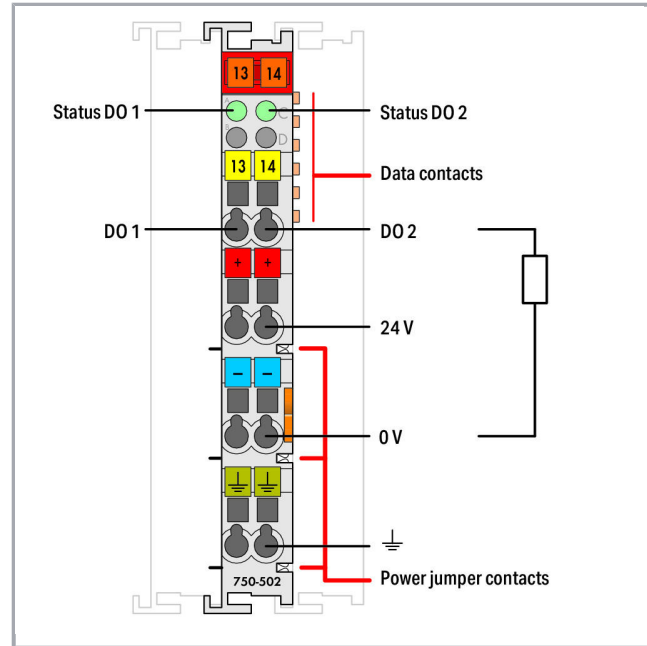 13 14
Status DO 1
Status DO 2
A C
B D
13 14
Data contacts
DO 1
DO 2
+ +
24 V
– –
0 V
750-502
Power jumper contacts